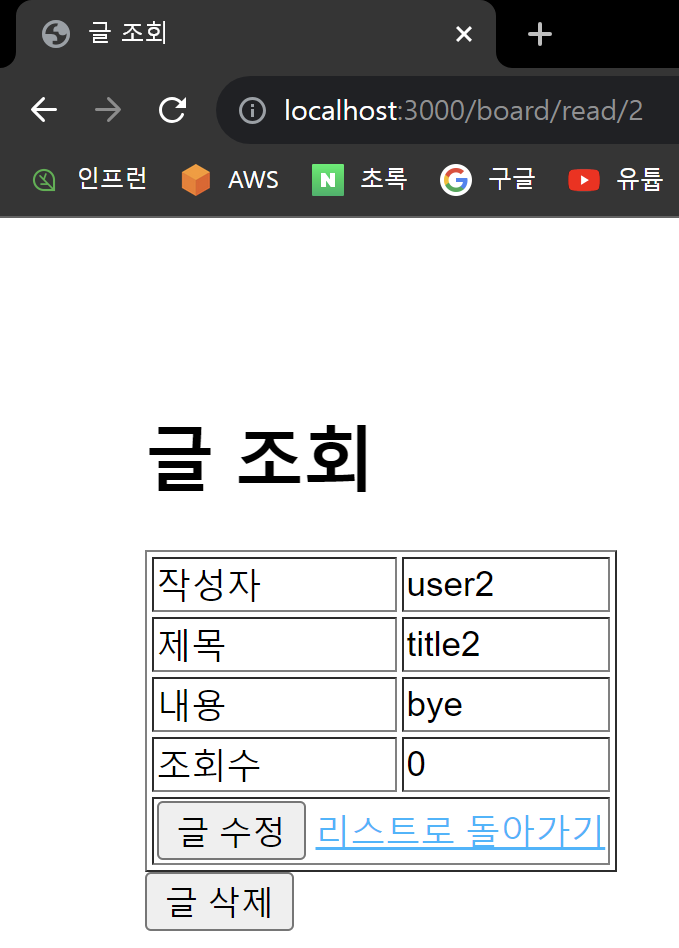 글 조회
localhost:3000/board/read/2
인프런 AWS 초록 구글 유튭
글 조회
작성자 user2
제목 title2
내용 bye
조회수 0
글 수정 리스트로 돌아가기
글 삭제